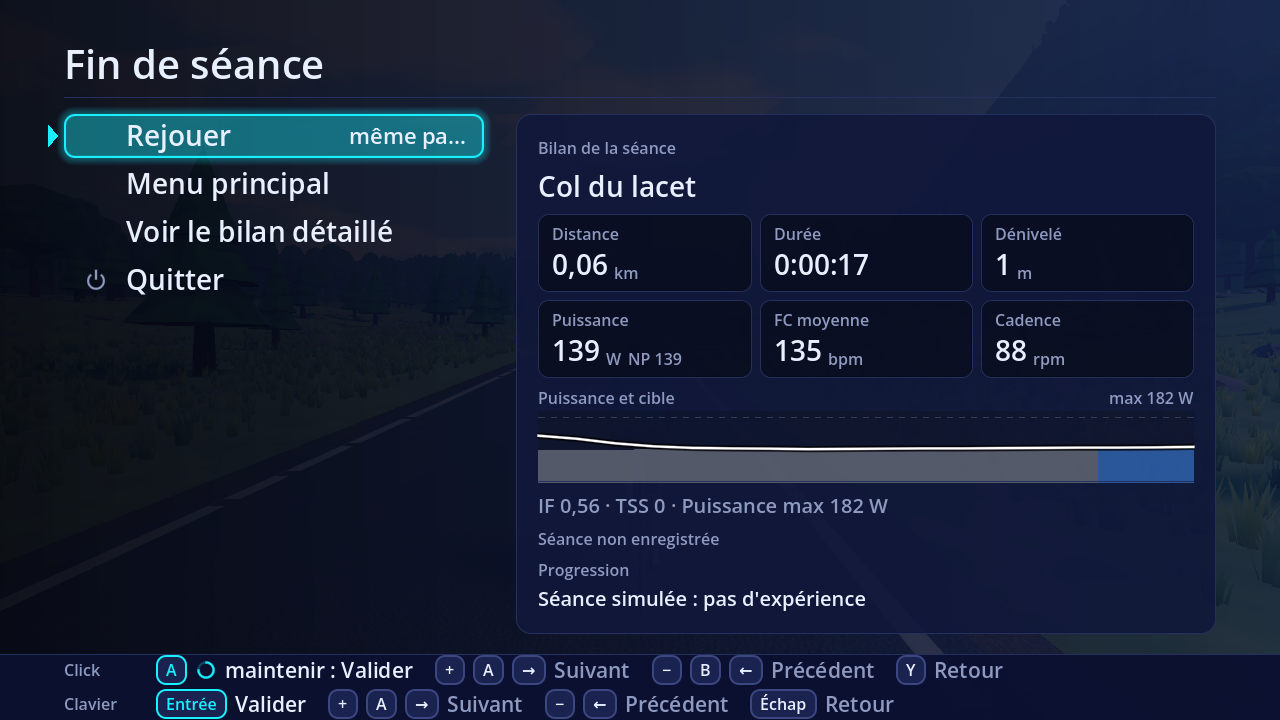 Fin de séance
Rejouer même pa...
Menu principal
Voir le bilan détaillé
Quitter
Bilan de la séance
Col du lacet
Distance
0,06 km
Durée
0:00:17
Dénivelé
1 m
Puissance
139 W NP 139
FC moyenne
135 bpm
Cadence
88 rpm
Puissance et cible max 182 W
IF 0,56 · TSS 0 · Puissance max 182 W
Séance non enregistrée
Progression
Séance simulée : pas d'expérience
Click A maintenir : Valider + A → Suivant − B ← Précédent Y Retour
Clavier Entrée Valider + A → Suivant − ← Précédent Échap Retour